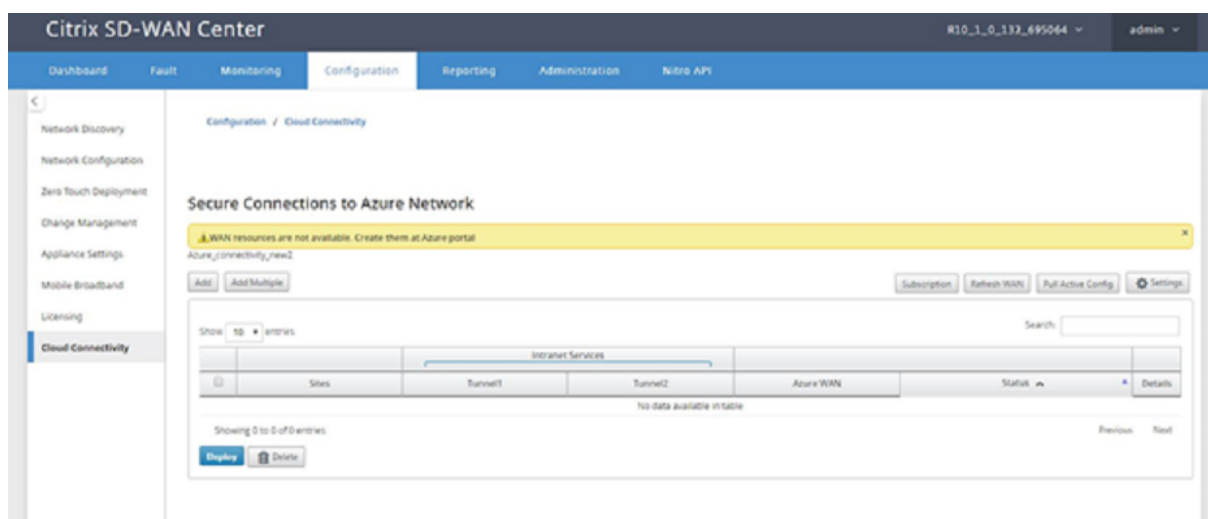 Citrix SD-WAN Center
R10_1_0_133_695064
admin
Dashboard Fault Monitoring Configuration Reporting Administration Nitro API
Configuration / Cloud Connectivity
Network Discovery
Network Configuration
Zero Touch Deployment
Change Management
Appliance Settings
Mobile Broadband
Licensing
Cloud Connectivity
Secure Connections to Azure Network
WAN resources are not available. Create them at Azure portal
Azure_connectivity_new2
Add Add Multiple Subscription Refresh WAN Pull Active Config Settings
Show 10 entries Search:
Intranet Services
Sites Tunnel1 Tunnel2 Azure WAN Status Details
No data available in table
Showing 0 to 0 of 0 entries Previous Next
Deploy Delete